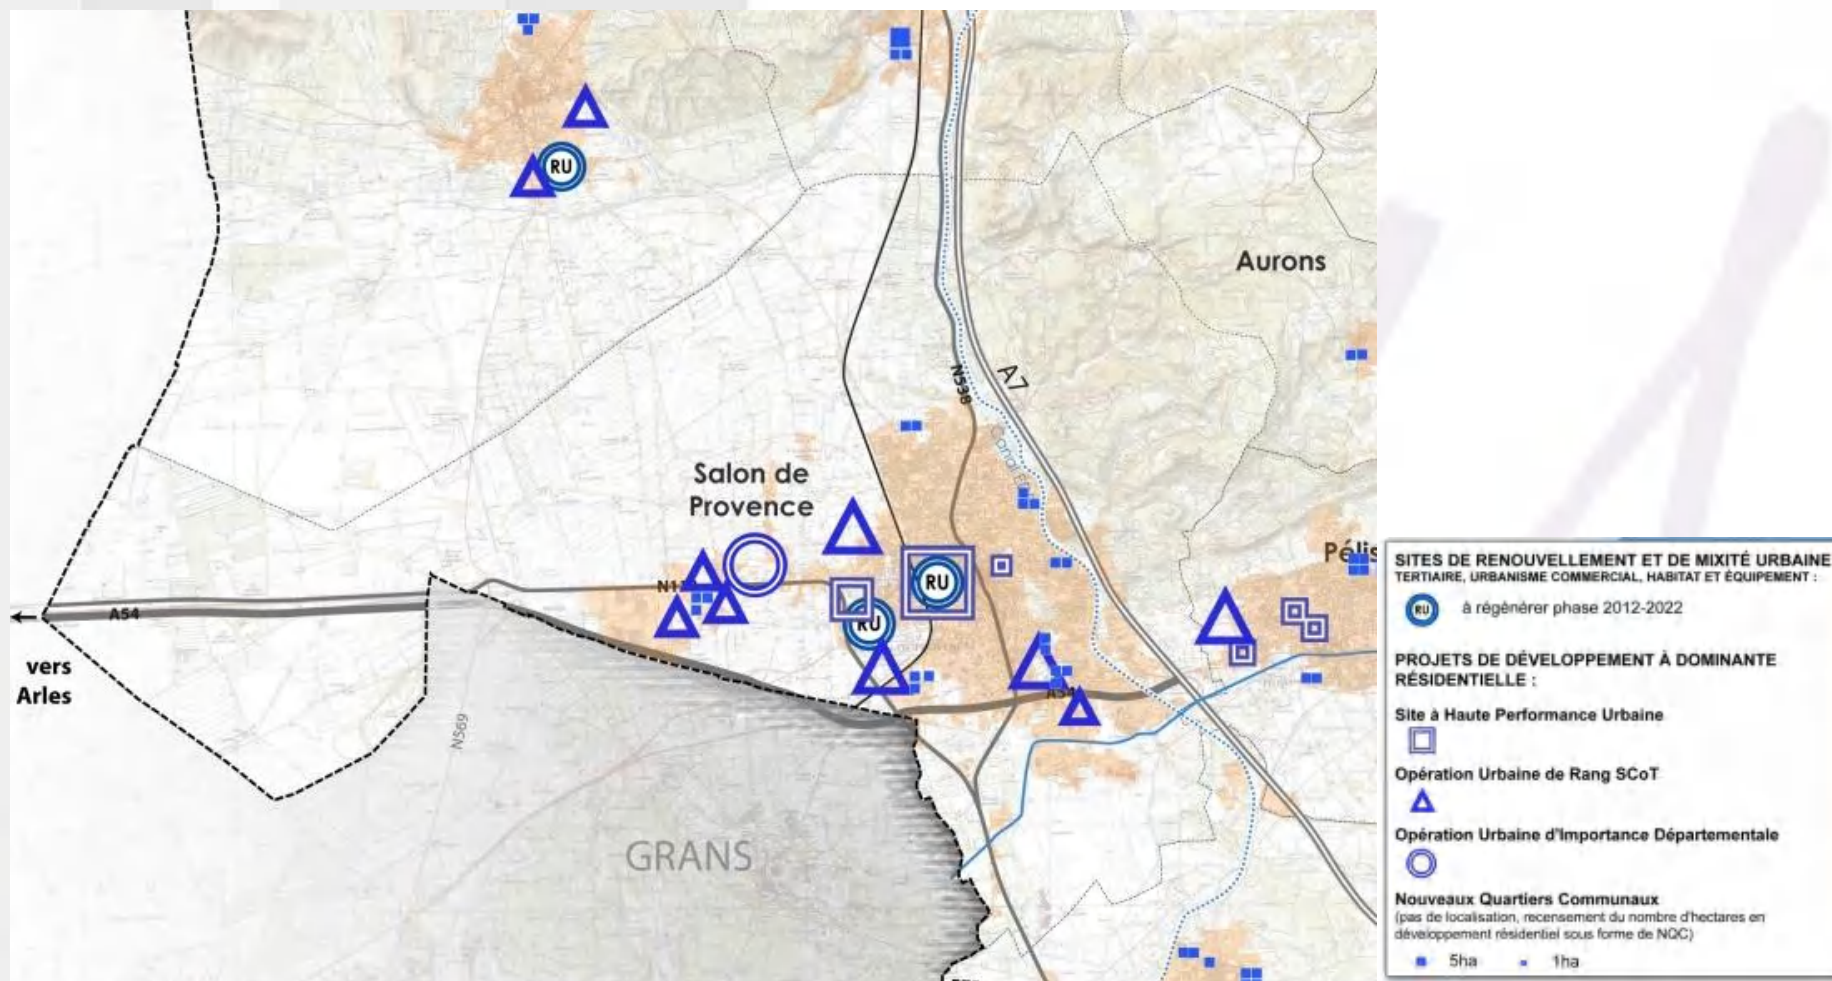 RU
Aurons
A7
N538
Salon de
Provence
Pélis
N11
RU
RU
A54
A54
vers
Arles
N569
GRANS
SITES DE RENOUVELLEMENT ET DE MIXITÉ URBAINE
TERTIAIRE, URBANISME COMMERCIAL, HABITAT ET ÉQUIPEMENT :
RU à régénérer phase 2012-2022
PROJETS DE DÉVELOPPEMENT À DOMINANTE
RÉSIDENTIELLE :
Site à Haute Performance Urbaine
Opération Urbaine de Rang SCoT
Opération Urbaine d'Importance Départementale
Nouveaux Quartiers Communaux
(pas de localisation, recensement du nombre d'hectares en
développement résidentiel sous forme de NQC)
5ha 1ha